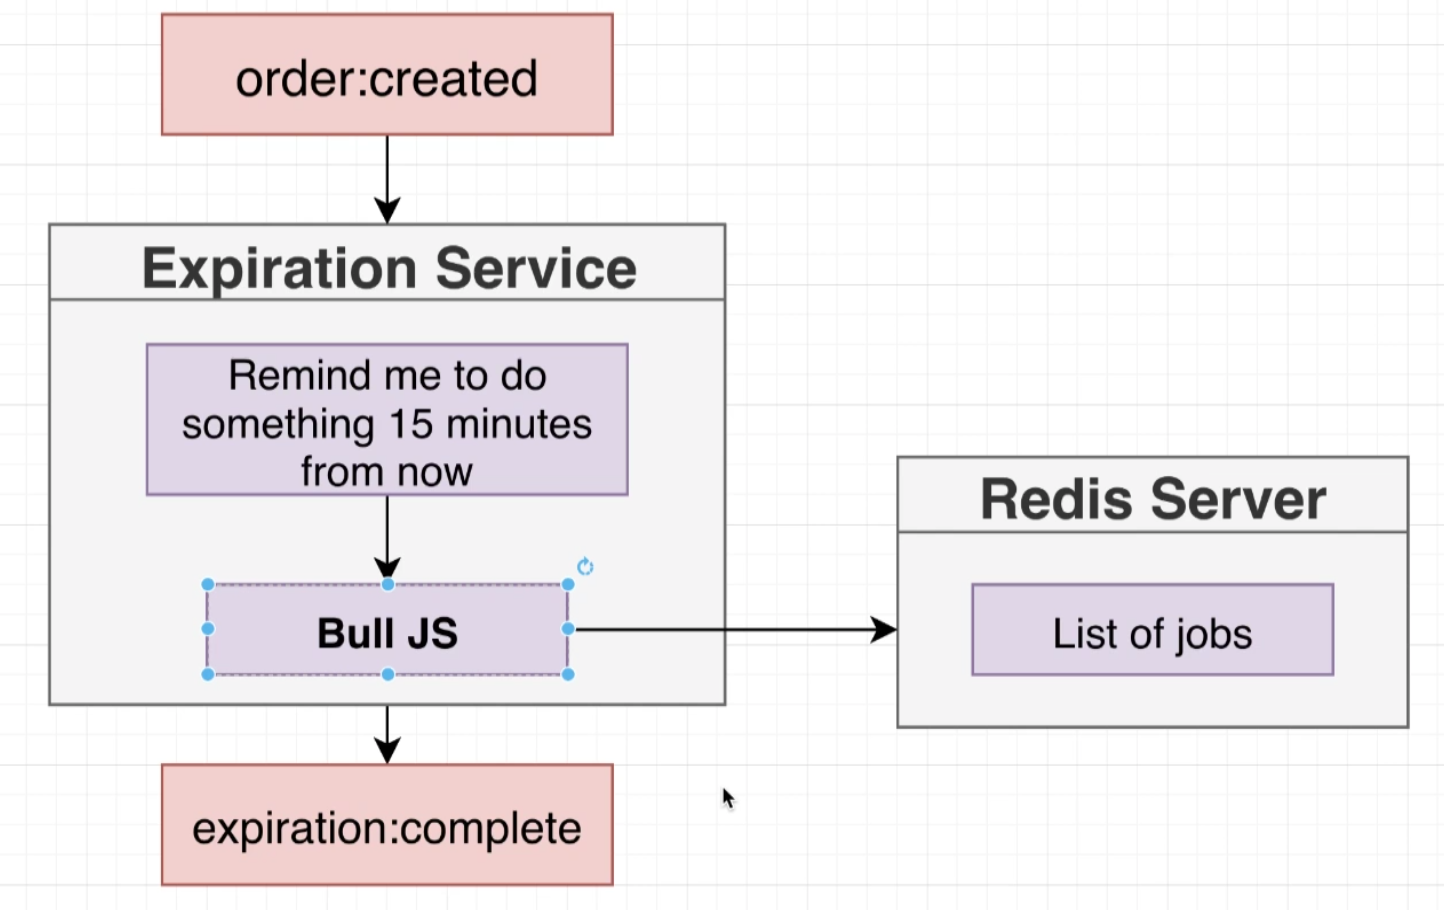 order:created
Expiration Service
Remind me to do
something 15 minutes
from now
Bull JS
Redis Server
List of jobs
expiration:complete